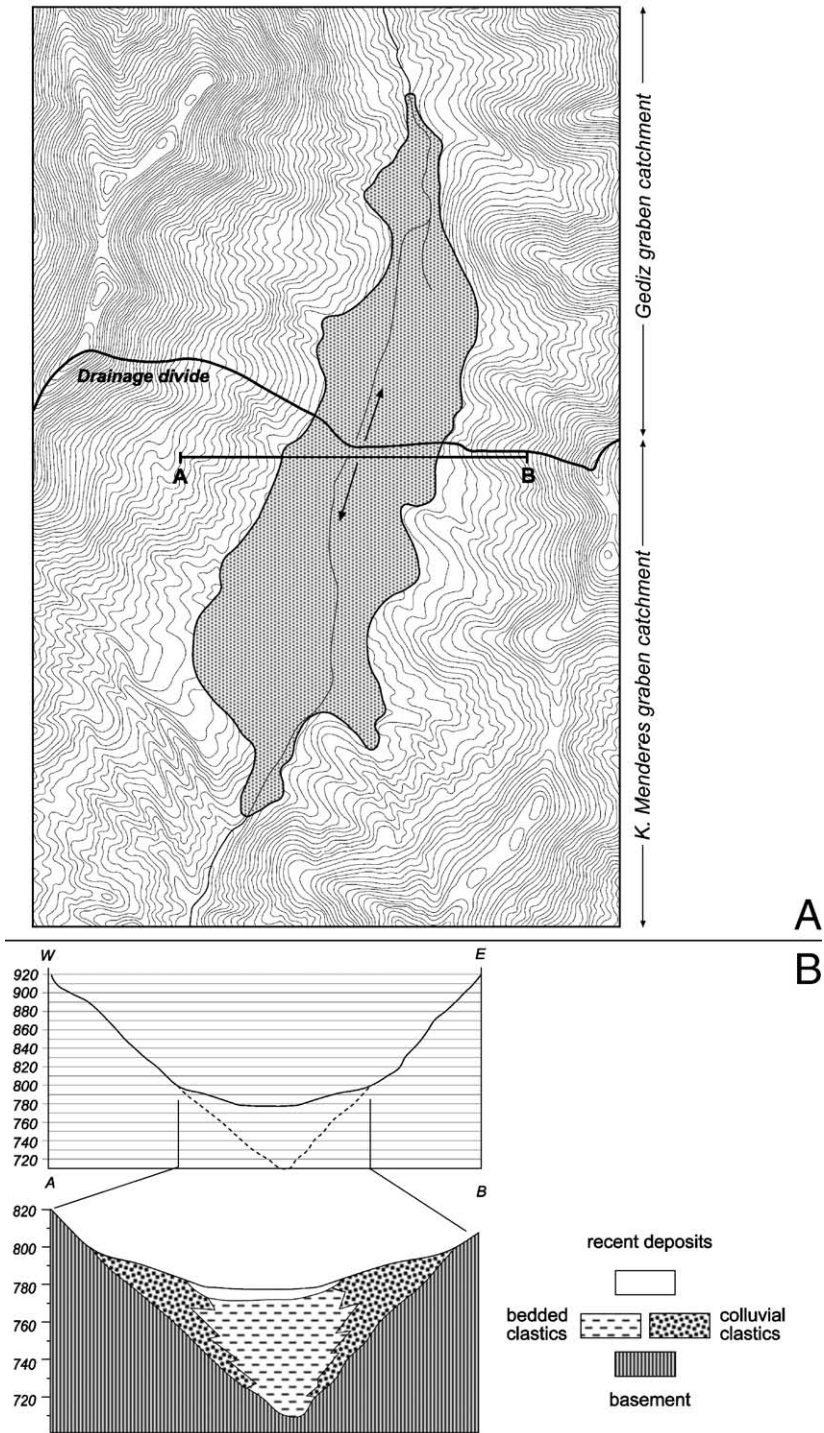 Gediz graben catchment
Drainage divide
A
B
K. Menderes graben catchment
A
B
W
E
920
900
880
860
840
820
800
780
760
740
720
A
B
820
800
780
760
740
720
recent deposits
bedded clastics
colluvial clastics
basement